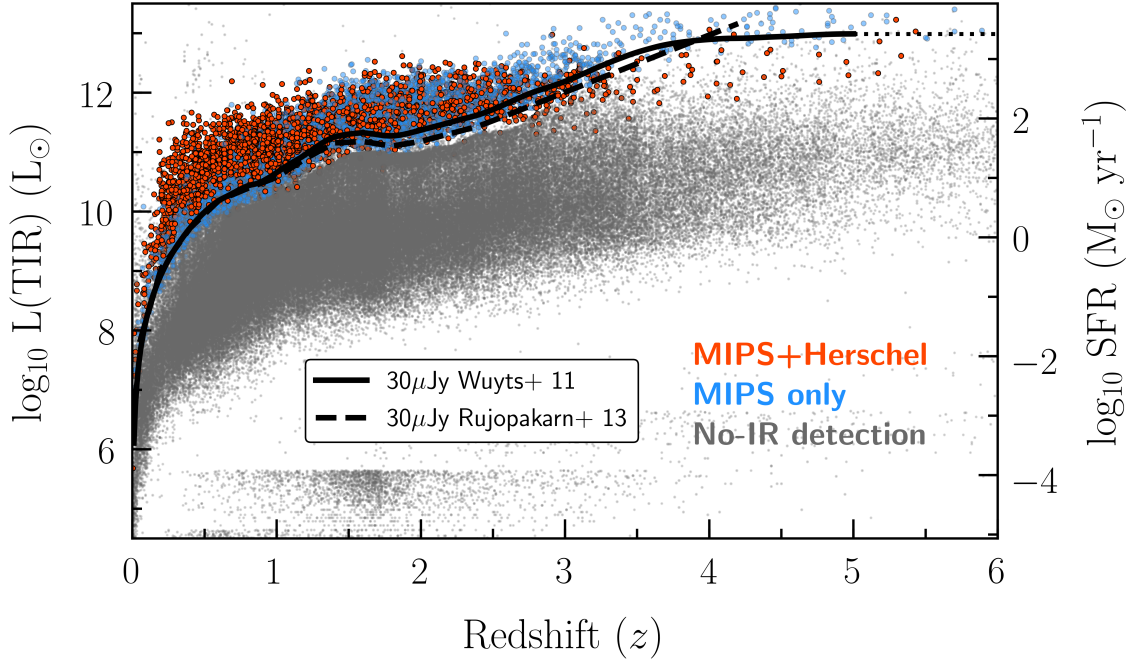 log₁₀ L(TIR) (L⊙)
12
10
8
6
2
0
−2
−4
log₁₀ SFR (M⊙ yr⁻¹)
30μJy Wuyts+ 11
30μJy Rujopakarn+ 13
MIPS+Herschel
MIPS only
No-IR detection
0 1 2 3 4 5 6
Redshift (z)